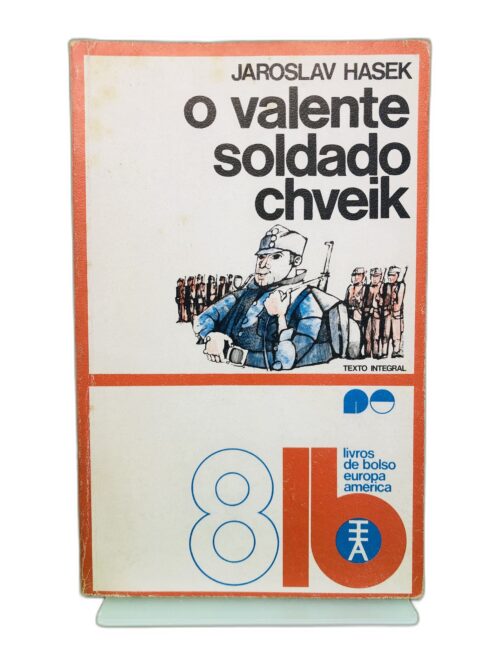 JAROSLAV HASEK
o valente
soldado
chveik
TEXTO INTEGRAL
8 lb
livros
de bolso
europa
américa